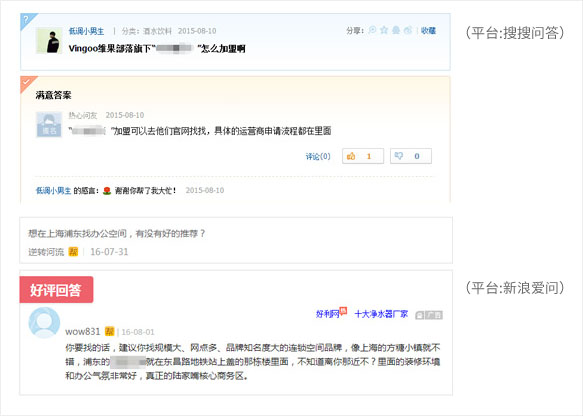 低调小男生 | 分类：酒水饮料 2015-08-10 分享： 收藏
（平台:搜搜问答）
Vingoo维果部落旗下“ ”怎么加盟啊
满意答案
热心问友 2015-08-10
“ ”加盟可以去他们官网找找，具体的运营商申请流程都在里面
评论(0) 1 0
低调小男生 的感言： 谢谢你帮了我大忙！ 2015-08-10
想在上海浦东找办公空间，有没有好的推荐？
逆转河流 帮 | 16-07-31
（平台:新浪爱问）
好评回答
好利网 十大净水器厂家 广告
wow831 帮 | 16-08-01
你要找的话，建议你找规模大、网点多、品牌知名度大的连锁空间品牌，像上海的方糖小镇就不
错，浦东的 就在东昌路地铁站上盖的那栋楼里面，不知道离你那近不？里面的装修环境
和办公气氛非常好，真正的陆家嘴核心商务区。